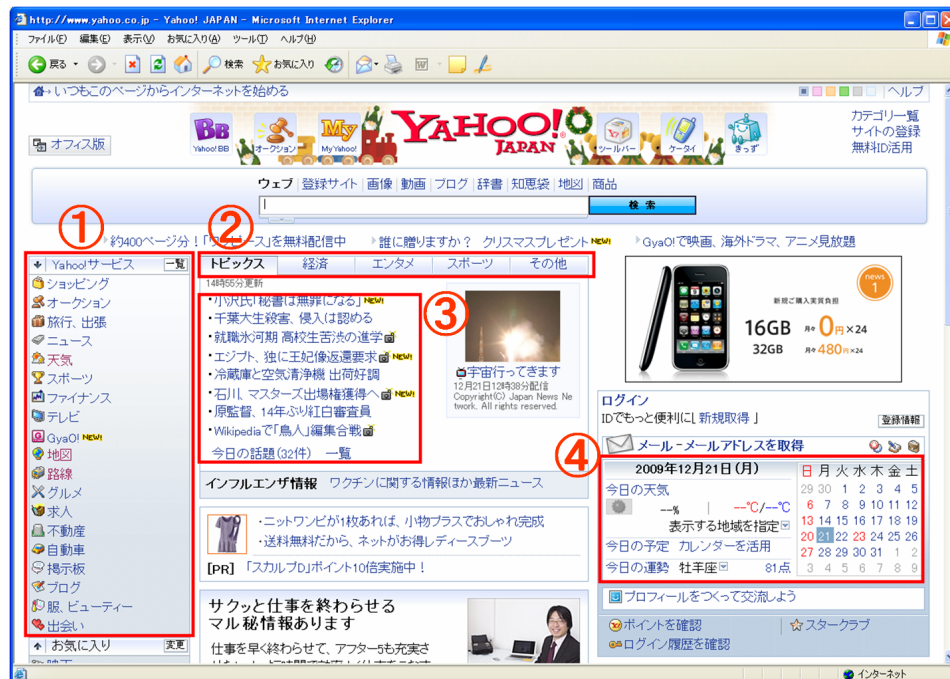 http://www.yahoo.co.jp - Yahoo! JAPAN - Microsoft Internet Explorer
ファイル(F) 編集(E) 表示(V) お気に入り(A) ツール(T) ヘルプ(H)
戻る 検索 お気に入り
いつもこのページからインターネットを始める
ヘルプ
オフィス版
BB
Yahoo! BB
オークション
My
My Yahoo!
YAHOO!
JAPAN
ツールバー
ケータイ
きっず
カテゴリ一覧
サイトの登録
無料ID活用
ウェブ | 登録サイト | 画像 | 動画 | ブログ | 辞書 | 知恵袋 | 地図 | 商品
検索
① ②
約400ページ分!「ワンピース」を無料配信中
誰に贈りますか? クリスマスプレゼント NEW!
GyaO!で映画、海外ドラマ、アニメ見放題
Yahoo!サービス 一覧
ショッピング
オークション
旅行、出張
ニュース
天気
スポーツ
ファイナンス
テレビ
GyaO! NEW!
地図
路線
グルメ
求人
不動産
自動車
掲示板
ブログ
服、ビューティー
出会い
お気に入り 変更
トピックス 経済 エンタメ スポーツ その他
14時55分更新
③
・小沢氏「秘書は無罪になる」 NEW!
・千葉大生殺害、侵入は認める
・就職氷河期 高校生苦渋の進学
・エジプト、独に王妃像返還要求 NEW!
・冷蔵庫と空気清浄機 出荷好調
・石川、マスターズ出場権獲得へ NEW!
・原監督、14年ぶり紅白審査員
・Wikipediaで「鳥人」編集合戦
今日の話題(32件) 一覧
宇宙行ってきます
12月21日12時38分配信
Copyright(C) Japan News Ne
twork. All rights reserved.
インフルエンザ情報 ワクチンに関する情報ほか最新ニュース
・ニットワンピが1枚あれば、小物プラスでおしゃれ完成
・送料無料だから、ネットがお得レディースブーツ
[PR] 「スカルプD」ポイント10倍実施中!
サクッと仕事を終わらせる
マル秘情報あります
仕事を早く終わらせて、アフター5も充実さ
news
1
新規ご購入実質負担
16GB 月々0円×24
32GB 月々480円×24
ログイン
IDでもっと便利に[ 新規取得 ]
登録情報
メール - メールアドレスを取得
④
2009年12月21日(月)
今日の天気
--% | --℃/--℃
表示する地域を指定
今日の予定 カレンダーを活用
今日の運勢 牡羊座 81点
日 月 火 水 木 金 土
29 30 1 2 3 4 5
6 7 8 9 10 11 12
13 14 15 16 17 18 19
20 21 22 23 24 25 26
27 28 29 30 31 1 2
3 4 5 6 7 8 9
プロフィールをつくって交流しよう
ポイントを確認
スタークラブ
ログイン履歴を確認
インターネット